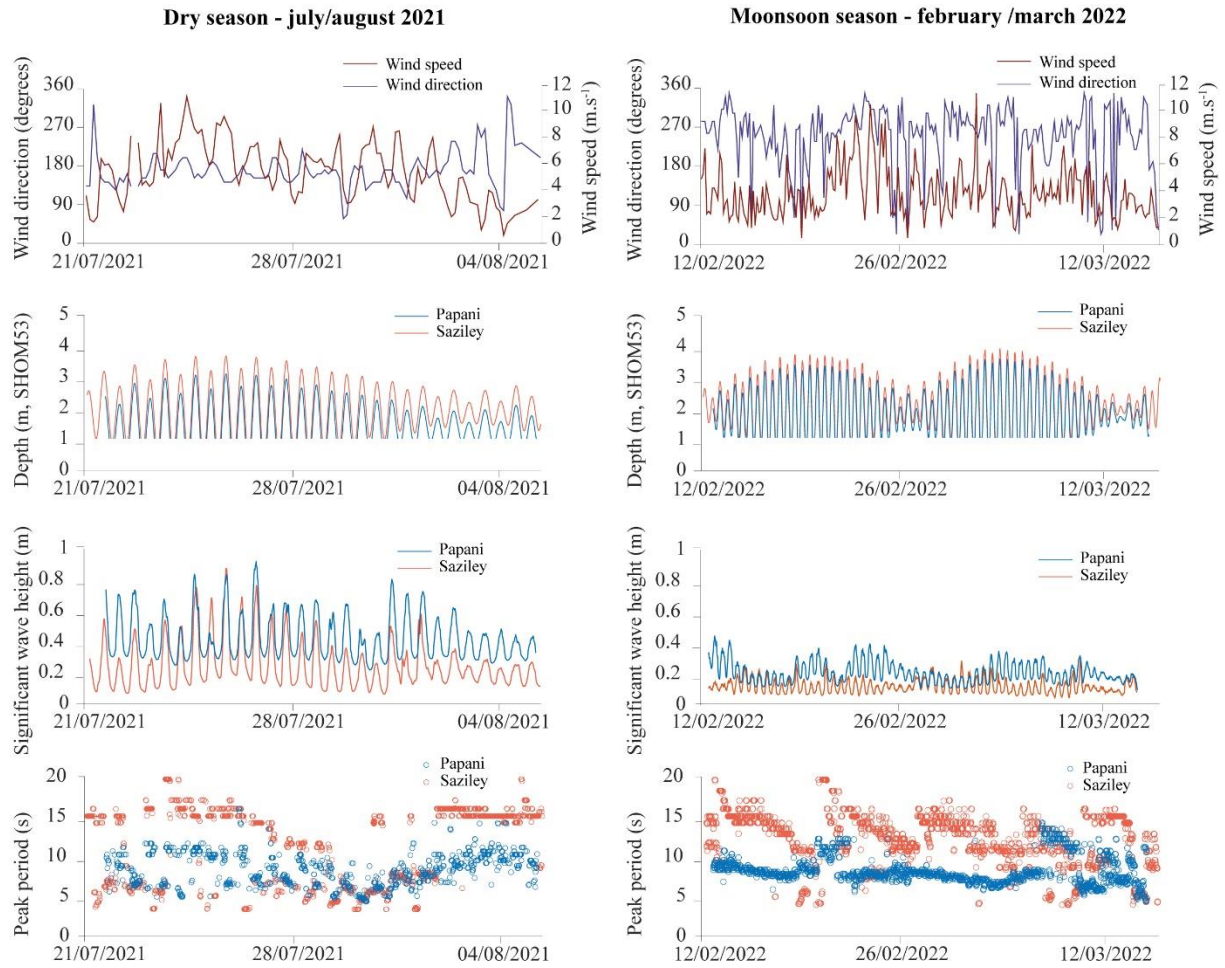 Dry season - july/august 2021
Moonsoon season - february /march 2022
Wind speed
Wind direction
Wind direction (degrees)
360
270
180
90
0
12
10
8
6
4
2
0
Wind speed (m.s⁻¹)
21/07/2021
28/07/2021
04/08/2021
Wind speed
Wind direction
Wind direction (degrees)
360
270
180
90
0
12
10
8
6
4
2
0
Wind speed (m.s⁻¹)
12/02/2022
26/02/2022
12/03/2022
Papani
Saziley
Depth (m, SHOM53)
5
4
3
2
1
0
21/07/2021
28/07/2021
04/08/2021
Papani
Saziley
Depth (m, SHOM53)
5
4
3
2
1
0
12/02/2022
26/02/2022
12/03/2022
Papani
Saziley
Significant wave height (m)
1
0.8
0.6
0.4
0.2
0
21/07/2021
28/07/2021
04/08/2021
Papani
Saziley
Significant wave height (m)
1
0.8
0.6
0.4
0.2
0
12/02/2022
26/02/2022
12/03/2022
Papani
Saziley
Peak period (s)
20
15
10
5
0
21/07/2021
28/07/2021
04/08/2021
Papani
Saziley
Peak period (s)
20
15
10
5
0
12/02/2022
26/02/2022
12/03/2022